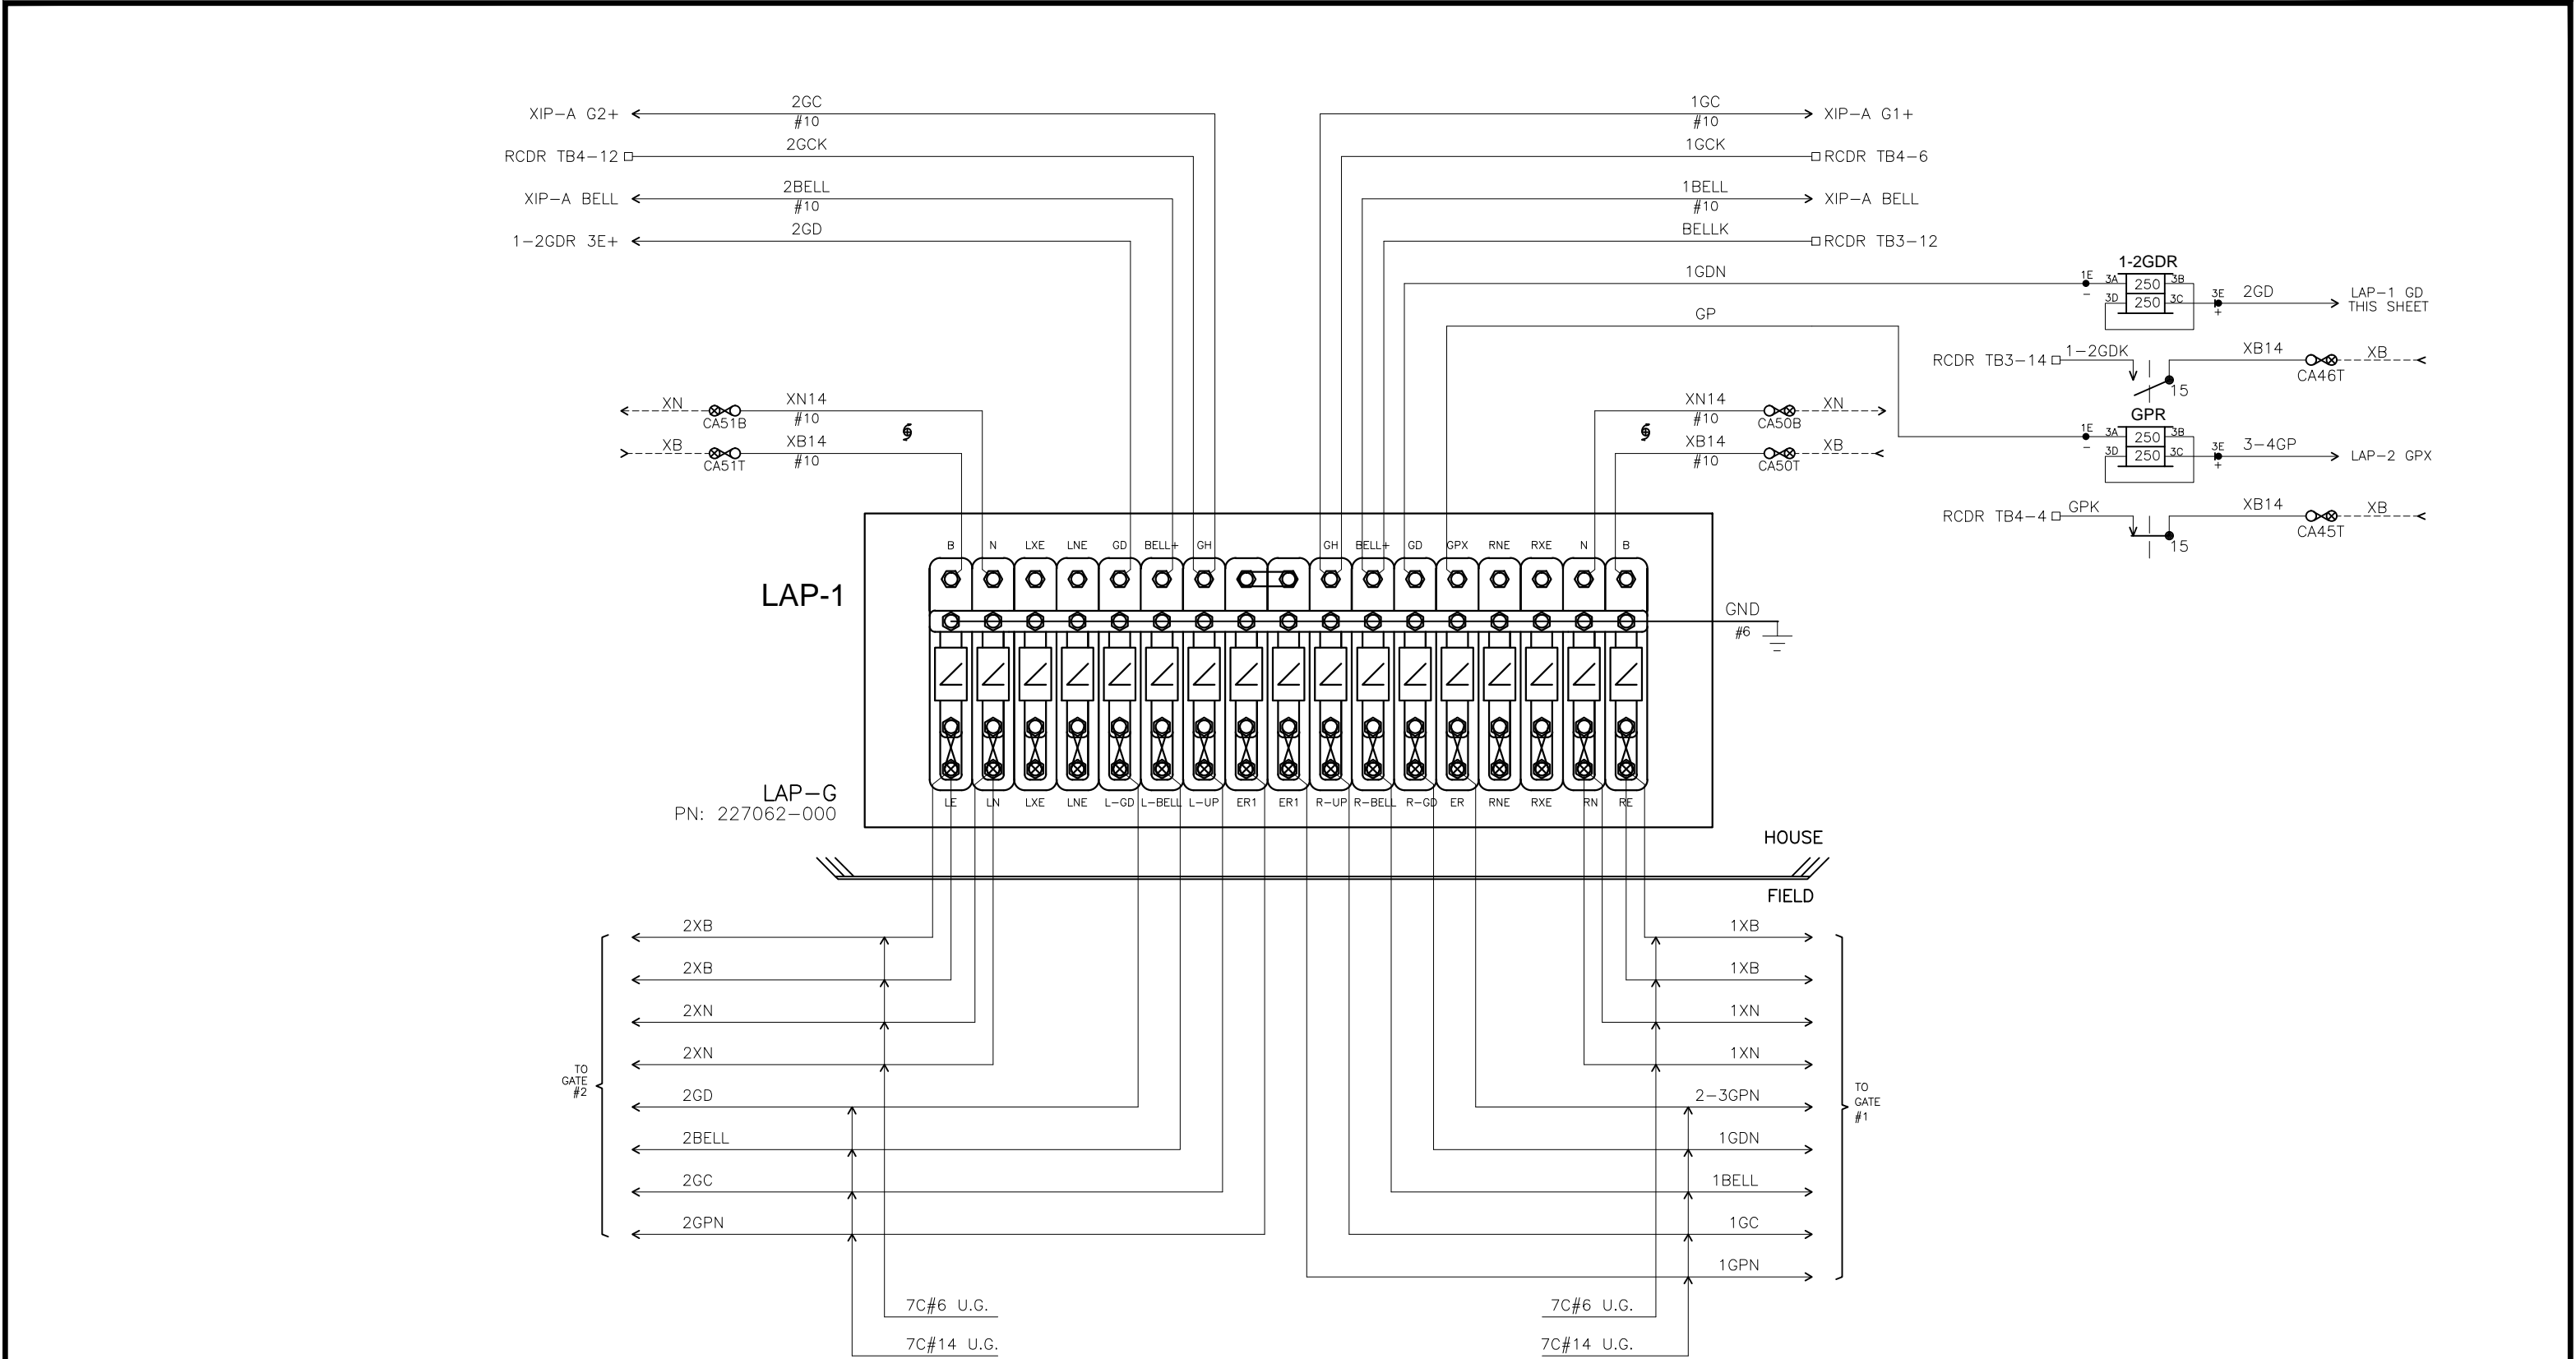 2GC
XIP-A G2+
#10
2GCK
RCDR TB4-12
2BELL
XIP-A BELL
#10
2GD
1-2GDR 3E+
1GC
XIP-A G1+
#10
1GCK
RCDR TB4-6
1BELL
XIP-A BELL
#10
BELLK
RCDR TB3-12
1GDN
GP
1-2GDR
1E
-
3A 250 3B
3D 250 3C
3E
+
2GD
LAP-1 GD
THIS SHEET
RCDR TB3-14
1-2GDK
XB14
XB
CA46T
15
GPR
1E
-
3A 250 3B
3D 250 3C
3E
+
3-4GP
LAP-2 GPX
RCDR TB4-4
GPK
XB14
XB
CA45T
15
XN
XN14
CA51B
#10
XB
XB14
CA51T
#10
XN14
XN
#10
CA50B
XB14
XB
#10
CA50T
B N LXE LNE GD BELL+ GH GH BELL+ GD GPX RNE RXE N B
LAP-1
GND
#6
LAP-G
PN: 227062-000
LE LN LXE LNE L-GD L-BELL L-UP ER1 ER1 R-UP R-BELL R-GD ER RNE RXE RN RE
HOUSE
FIELD
2XB
2XB
2XN
2XN
2GD
2BELL
2GC
2GPN
TO
GATE
#2
7C#6 U.G.
7C#14 U.G.
1XB
1XB
1XN
1XN
2-3GPN
1GDN
1BELL
1GC
1GPN
TO
GATE
#1
7C#6 U.G.
7C#14 U.G.